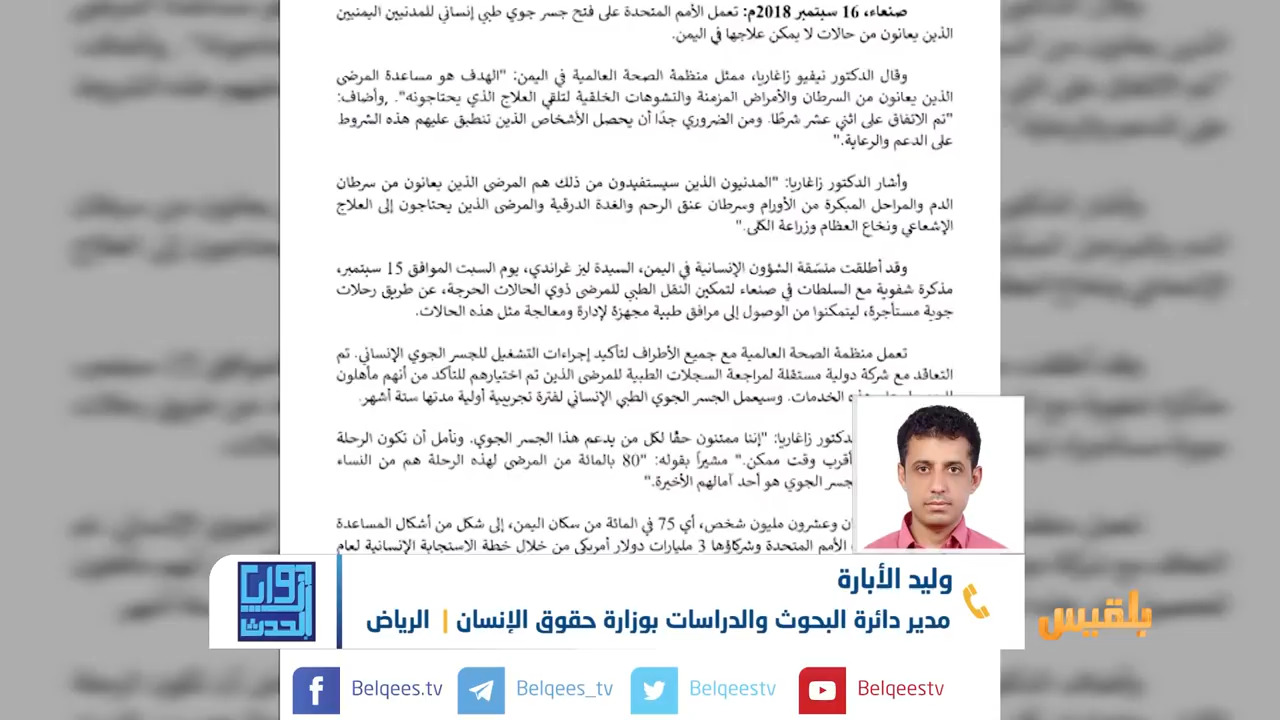 صنعاء، 16 سبتمبر 2018م: تعمل الأمم المتحدة على فتح جسر جوي طبي إنساني للمدنيين اليمنيين
الذين يعانون من حالات لا يمكن علاجها في اليمن.
وقال الدكتور نيفيو زاغاريا، ممثل منظمة الصحة العالمية في اليمن: "الهدف هو مساعدة المرضى
الذين يعانون من السرطان والأمراض المزمنة والتشوهات الخلقية لتلقي العلاج الذي يحتاجونه". وأضاف:
"تم الاتفاق على اثني عشر شرطًا. ومن الضروري جدًا أن يحصل الأشخاص الذين تنطبق عليهم هذه الشروط
على الدعم والرعاية."
وأشار الدكتور زاغاريا: "المدنيون الذين سيستفيدون من ذلك هم المرضى الذين يعانون من سرطان
الدم والمراحل المبكرة من الأورام وسرطان عنق الرحم والغدة الدرقية والمرضى الذين يحتاجون إلى العلاج
الإشعاعي ونخاع العظام وزراعة الكلى."
وقد أطلقت منسّقة الشؤون الإنسانية في اليمن، السيدة ليز غراندي، يوم السبت الموافق 15 سبتمبر،
مذكرة شفوية مع السلطات في صنعاء لتمكين النقل الطبي للمرضى ذوي الحالات الحرجة، عن طريق رحلات
جوية مستأجرة، ليتمكنوا من الوصول إلى مرافق طبية مجهزة لإدارة ومعالجة مثل هذه الحالات.
تعمل منظمة الصحة العالمية مع جميع الأطراف لتأكيد إجراءات التشغيل للجسر الجوي الإنساني. تم
التعاقد مع شركة دولية مستقلة لمراجعة السجلات الطبية للمرضى الذين تم اختيارهم للتأكد من أنهم مأهلون
هذه الخدمات. وسيعمل الجسر الجوي الطبي الإنساني لفترة تجريبية أولية مدتها ستة أشهر.
الدكتور زاغاريا: "إننا ممتنون حقًا لكل من يدعم هذا الجسر الجوي. ونأمل أن تكون الرحلة
أقرب وقت ممكن." مشيراً بقوله: "80 بالمائة من المرضى لهذه الرحلة هم من النساء
الجسر الجوي هو أحد آمالهم الأخيرة."
وعشرون مليون شخص، أي 75 في المائة من سكان اليمن، إلى شكل من أشكال المساعدة
الأمم المتحدة وشركاؤها 3 مليارات دولار أمريكي من خلال خطة الاستجابة الإنسانية لعام
وليد الأبارة
مدير دائرة البحوث والدراسات بوزارة حقوق الإنسان | الرياض
زوايا الحدث
بلقيس
Belqees.tv
Belqees_tv
Belqeestv
Belqeestv